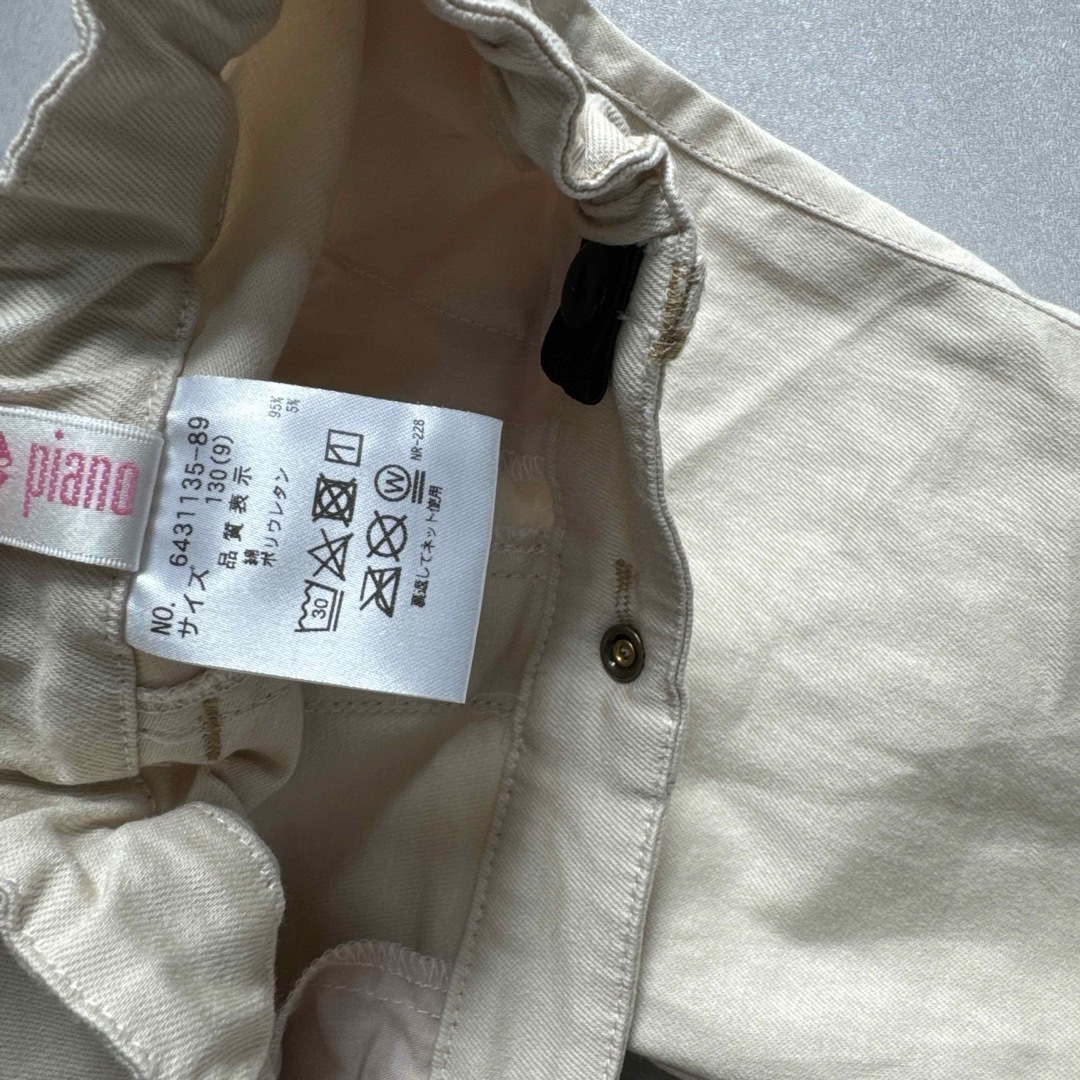 piano
NO. 6431135-89
サイズ 130(9)
品質表示
綿 95%
ポリウレタン 5%
30
W
NR-228
裏返してネット使用